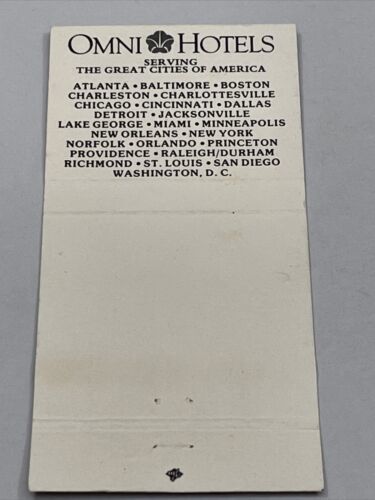 OMNI HOTELS
SERVING
THE GREAT CITIES OF AMERICA
ATLANTA • BALTIMORE • BOSTON
CHARLESTON • CHARLOTTESVILLE
CHICAGO • CINCINNATI • DALLAS
DETROIT • JACKSONVILLE
LAKE GEORGE • MIAMI • MINNEAPOLIS
NEW ORLEANS • NEW YORK
NORFOLK • ORLANDO • PRINCETON
PROVIDENCE • RALEIGH/DURHAM
RICHMOND • ST. LOUIS • SAN DIEGO
WASHINGTON, D. C.